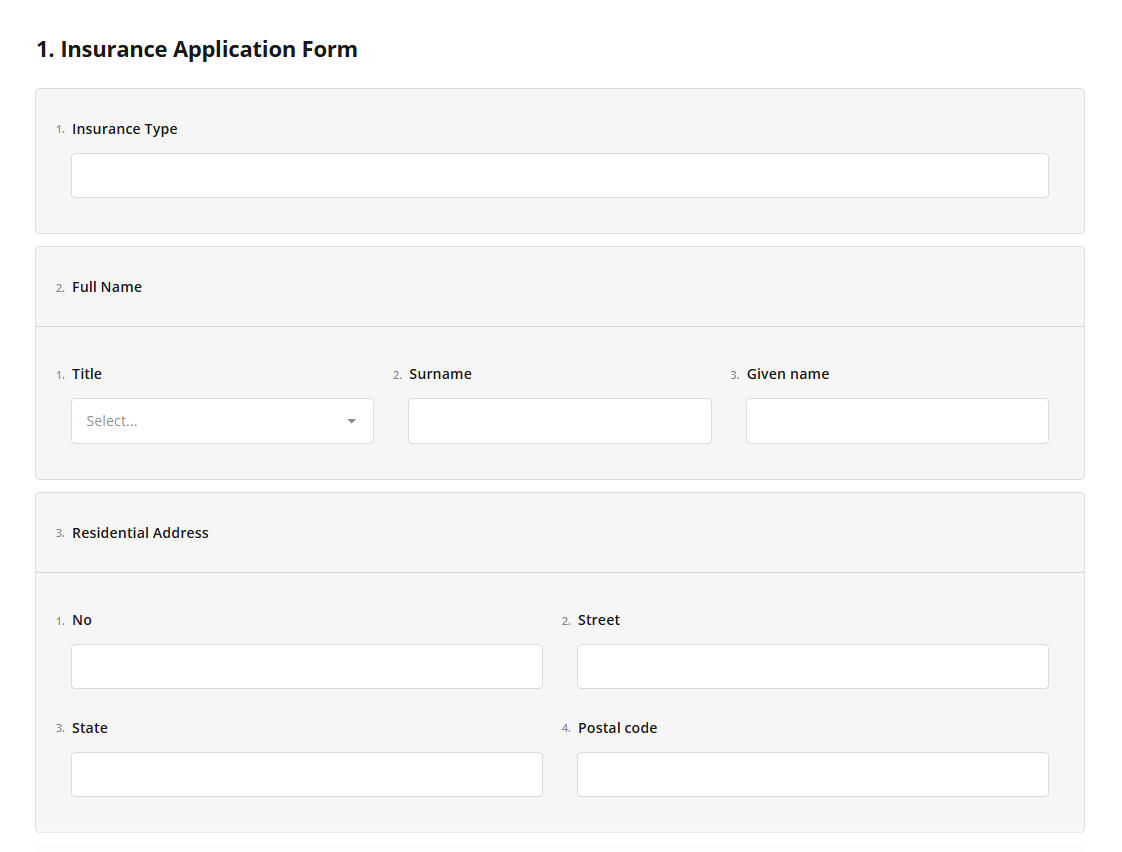 1. Insurance Application Form
1. Insurance Type
2. Full Name
1. Title 2. Surname 3. Given name
Select...
3. Residential Address
1. No 2. Street
3. State 4. Postal code